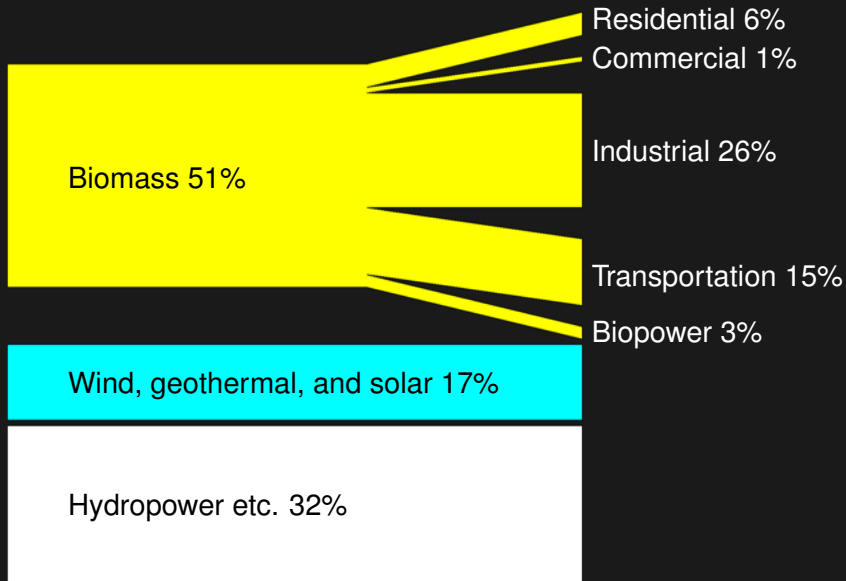 Residential 6%
Commercial 1%
Industrial 26%
Biomass 51%
Transportation 15%
Biopower 3%
Wind, geothermal, and solar 17%
Hydropower etc. 32%